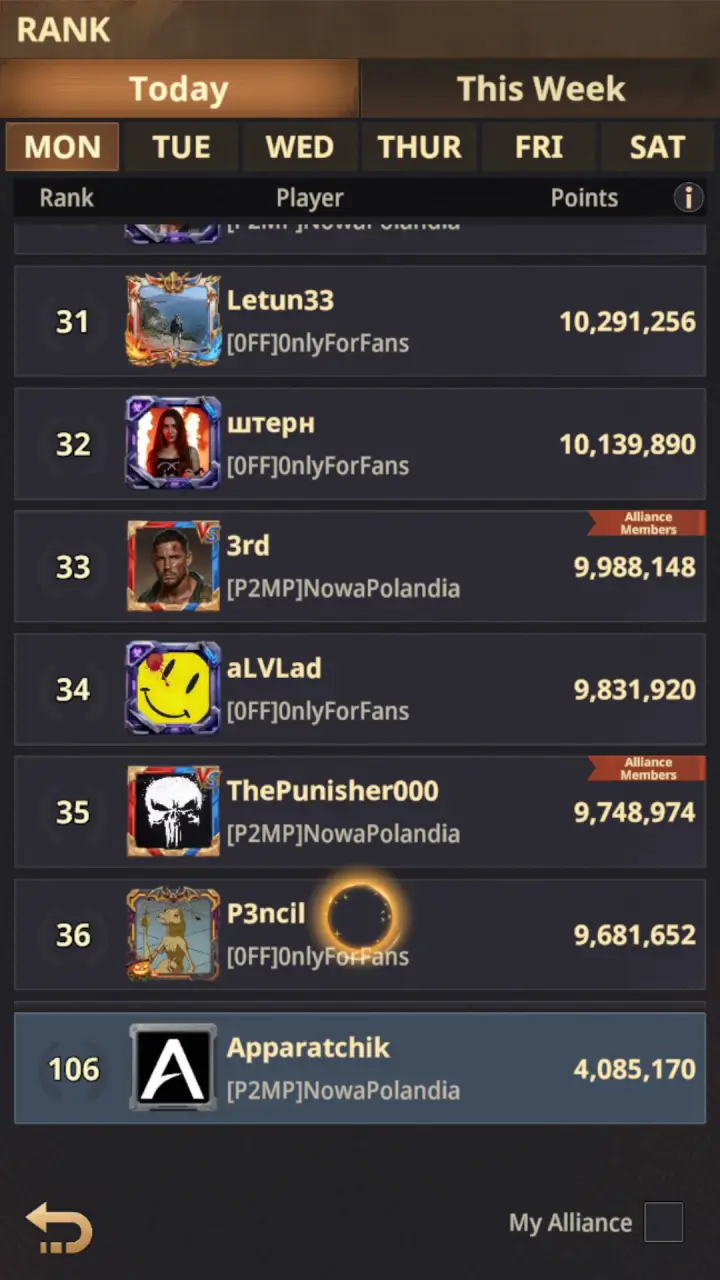 RANK
Today
This Week
MON TUE WED THUR FRI SAT
Rank Player Points i
[P2MP]NowaPolandia
31
Letun33
[0FF]0nlyForFans
10,291,256
32
штерн
[0FF]0nlyForFans
10,139,890
Alliance
Members
33
3rd
[P2MP]NowaPolandia
9,988,148
34
aLVLad
[0FF]0nlyForFans
9,831,920
Alliance
Members
35
ThePunisher000
[P2MP]NowaPolandia
9,748,974
36
P3ncil
[0FF]0nlyForFans
9,681,652
106
Apparatchik
[P2MP]NowaPolandia
4,085,170
My Alliance